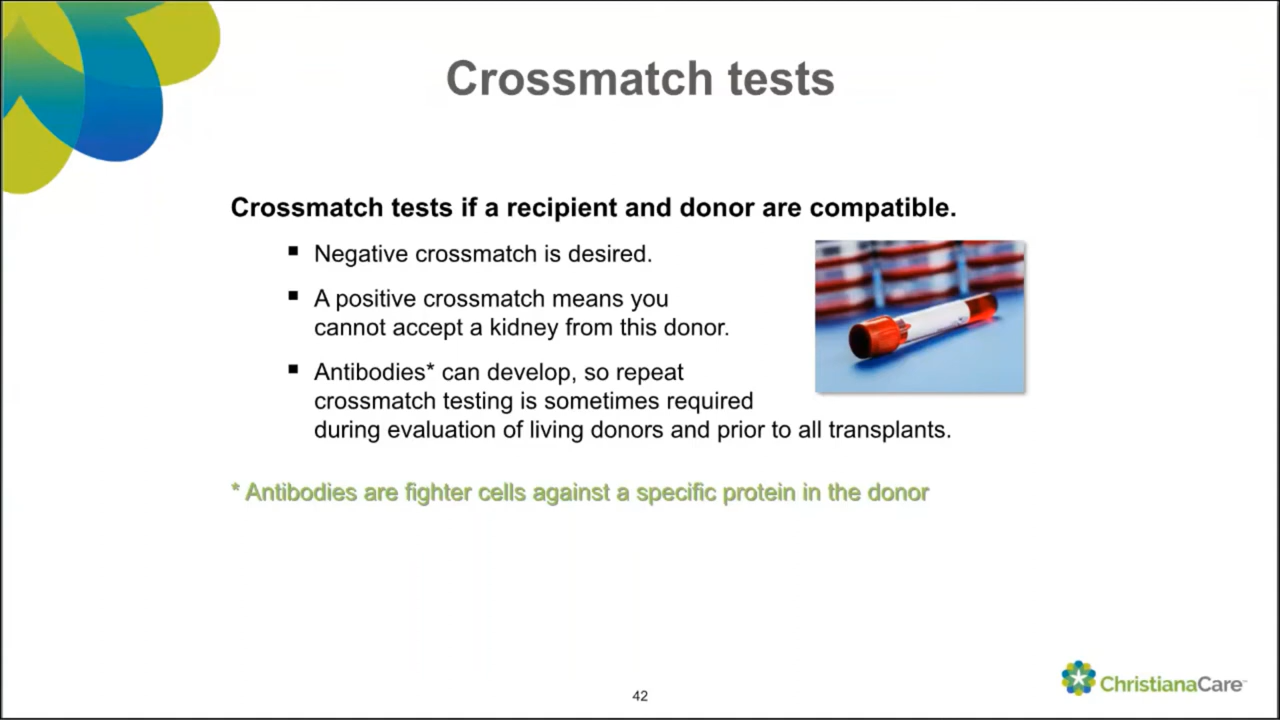 Crossmatch tests
Crossmatch tests if a recipient and donor are compatible.
▪ Negative crossmatch is desired.
▪ A positive crossmatch means you
cannot accept a kidney from this donor.
▪ Antibodies* can develop, so repeat
crossmatch testing is sometimes required
during evaluation of living donors and prior to all transplants.
* Antibodies are fighter cells against a specific protein in the donor
42
ChristianaCare™